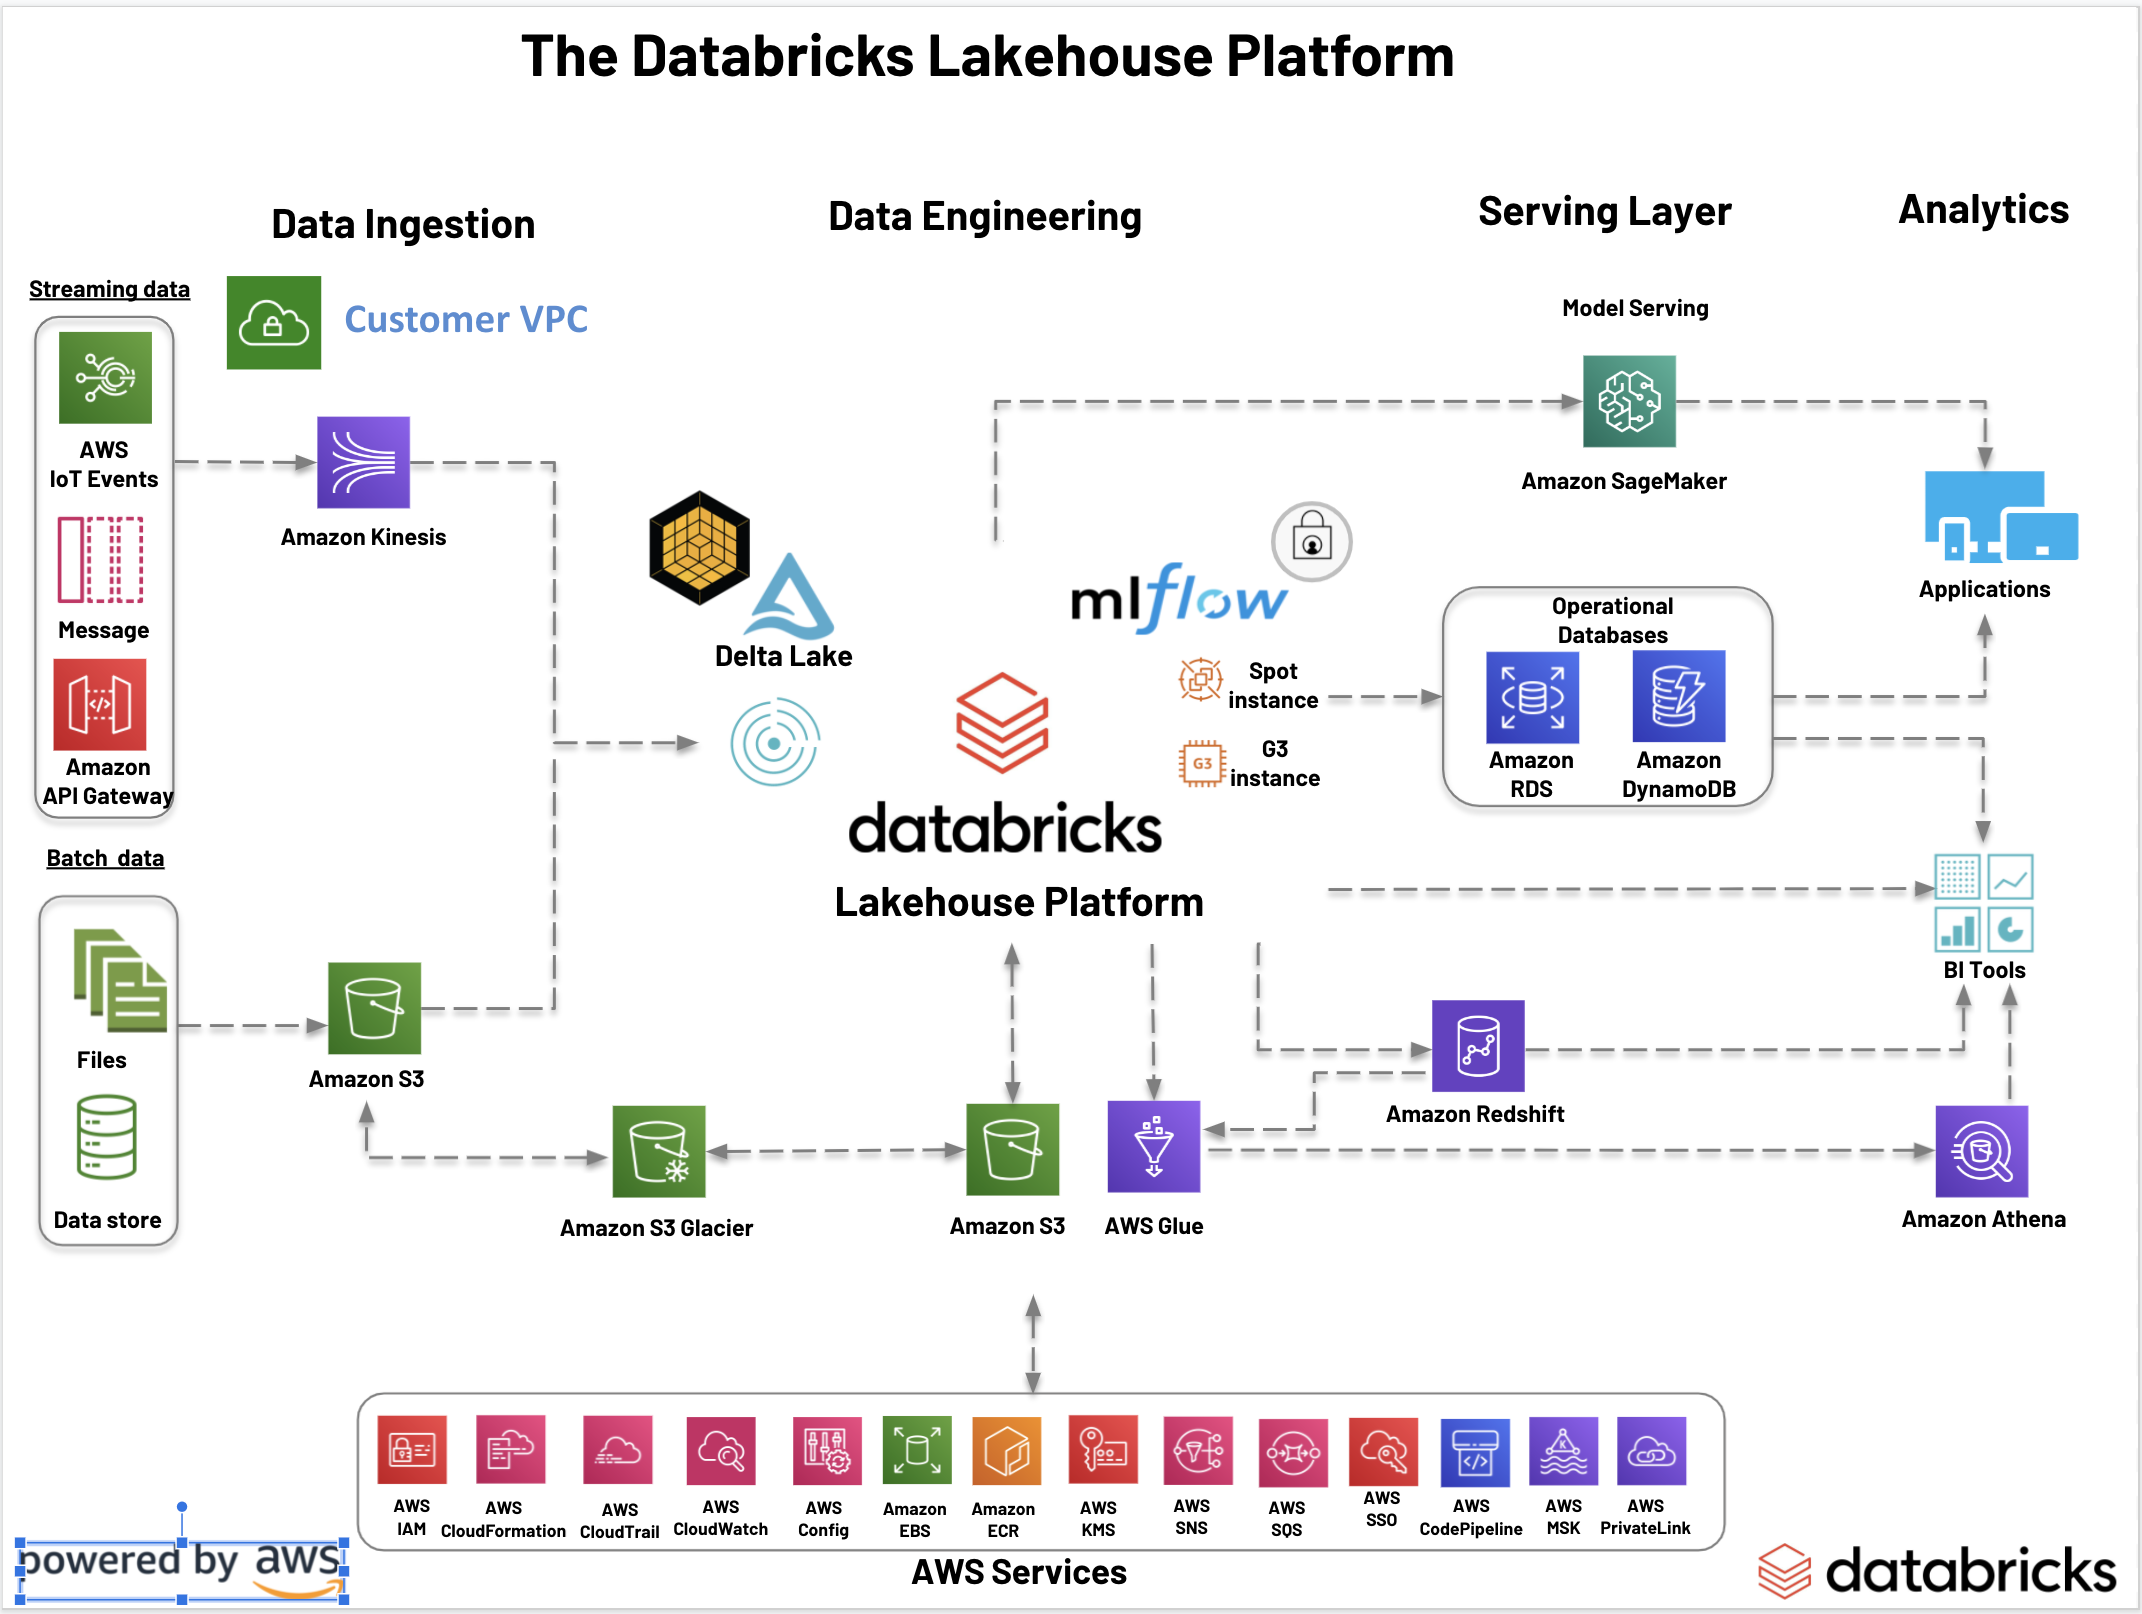 The Databricks Lakehouse Platform
Data Ingestion
Data Engineering
Serving Layer
Analytics
Streaming data
Customer VPC
AWS
IoT Events
Message
Amazon
API Gateway
Amazon Kinesis
Batch data
Files
Data store
Amazon S3
Amazon S3 Glacier
Delta Lake
mlflow
Spot
instance
G3
G3
instance
databricks
Lakehouse Platform
Amazon S3
AWS Glue
Model Serving
Amazon SageMaker
Operational
Databases
Amazon
RDS
Amazon
DynamoDB
Amazon Redshift
Applications
BI Tools
Amazon Athena
AWS
IAM
AWS
CloudFormation
AWS
CloudTrail
AWS
CloudWatch
AWS
Config
Amazon
EBS
Amazon
ECR
AWS
KMS
AWS
SNS
AWS
SQS
AWS
SSO
AWS
CodePipeline
K
AWS
MSK
AWS
PrivateLink
AWS Services
powered by aws
databricks